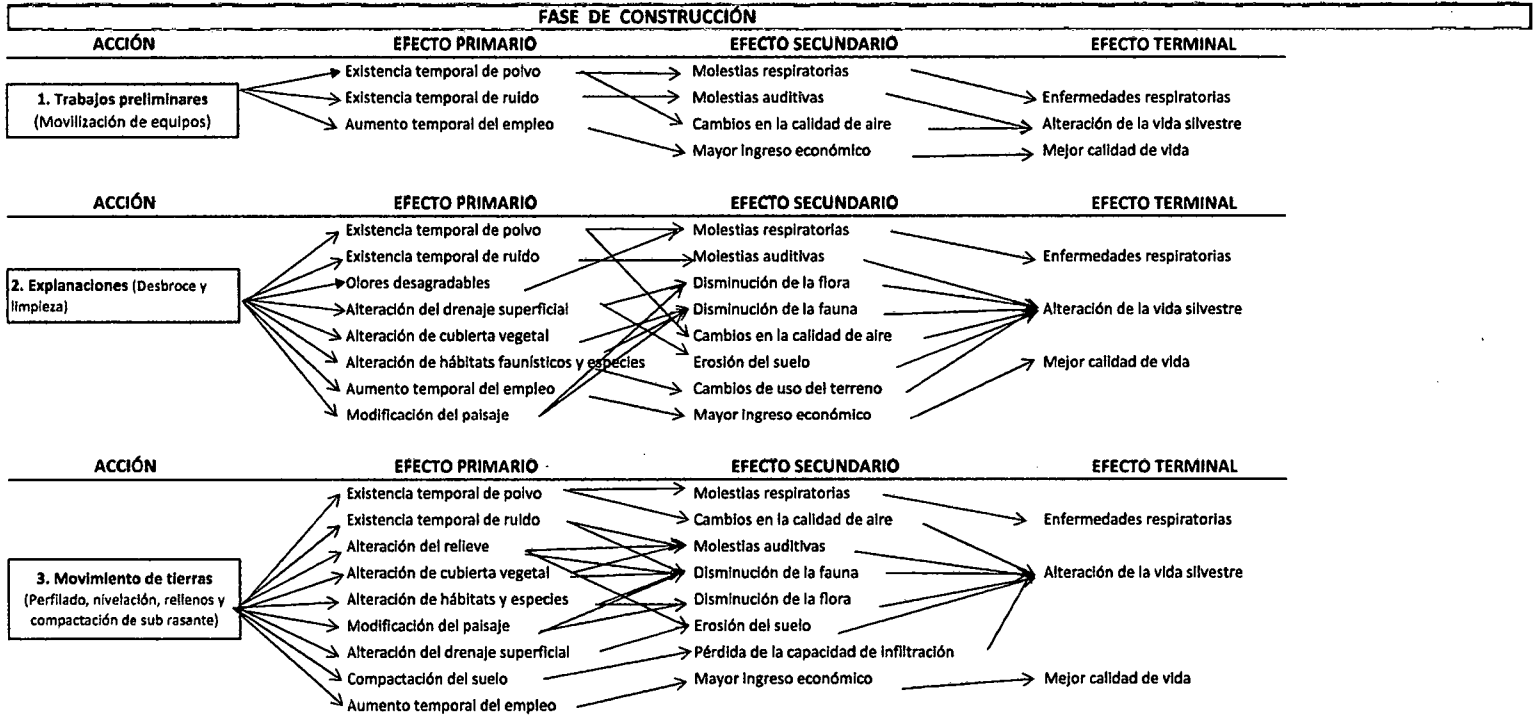 FASE DE CONSTRUCCIÓN
ACCIÓN EFECTO PRIMARIO EFECTO SECUNDARIO EFECTO TERMINAL
1. Trabajos preliminares
(Movilización de equipos)
Existencia temporal de polvo
Existencia temporal de ruido
Aumento temporal del empleo
Molestias respiratorias
Molestias auditivas
Cambios en la calidad de aire
Mayor ingreso económico
Enfermedades respiratorias
Alteración de la vida silvestre
Mejor calidad de vida
ACCIÓN EFECTO PRIMARIO EFECTO SECUNDARIO EFECTO TERMINAL
2. Explanaciones (Desbroce y
limpieza)
Existencia temporal de polvo
Existencia temporal de ruido
Olores desagradables
Alteración del drenaje superficial
Alteración de cubierta vegetal
Alteración de hábitats faunísticos y especies
Aumento temporal del empleo
Modificación del paisaje
Molestias respiratorias
Molestias auditivas
Disminución de la flora
Disminución de la fauna
Cambios en la calidad de aire
Erosión del suelo
Cambios de uso del terreno
Mayor ingreso económico
Enfermedades respiratorias
Alteración de la vida silvestre
Mejor calidad de vida
ACCIÓN EFECTO PRIMARIO EFECTO SECUNDARIO EFECTO TERMINAL
3. Movimiento de tierras
(Perfilado, nivelación, rellenos y
compactación de sub rasante)
Existencia temporal de polvo
Existencia temporal de ruido
Alteración del relieve
Alteración de cubierta vegetal
Alteración de hábitats y especies
Modificación del paisaje
Alteración del drenaje superficial
Compactación del suelo
Aumento temporal del empleo
Molestias respiratorias
Cambios en la calidad de aire
Molestias auditivas
Disminución de la fauna
Disminución de la flora
Erosión del suelo
Pérdida de la capacidad de infiltración
Mayor ingreso económico
Enfermedades respiratorias
Alteración de la vida silvestre
Mejor calidad de vida